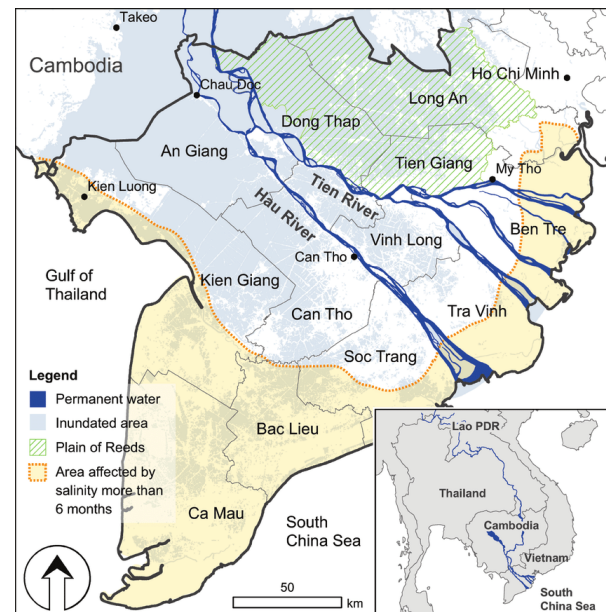 Takeo
Cambodia
Chau Doc
Ho Chi Minh
Long An
Dong Thap
An Giang
Tien Giang
My Tho
Kien Luong
Tien River
Hau River
Ben Tre
Vinh Long
Gulf of
Thailand
Can Tho
Kien Giang
Can Tho
Tra Vinh
Soc Trang
Legend
Permanent water
Inundated area
Plain of Reeds
Area affected by
salinity more than
6 months
Bac Lieu
Ca Mau
South
China Sea
50
km
Lao PDR
Thailand
Cambodia
Vietnam
South
China Sea